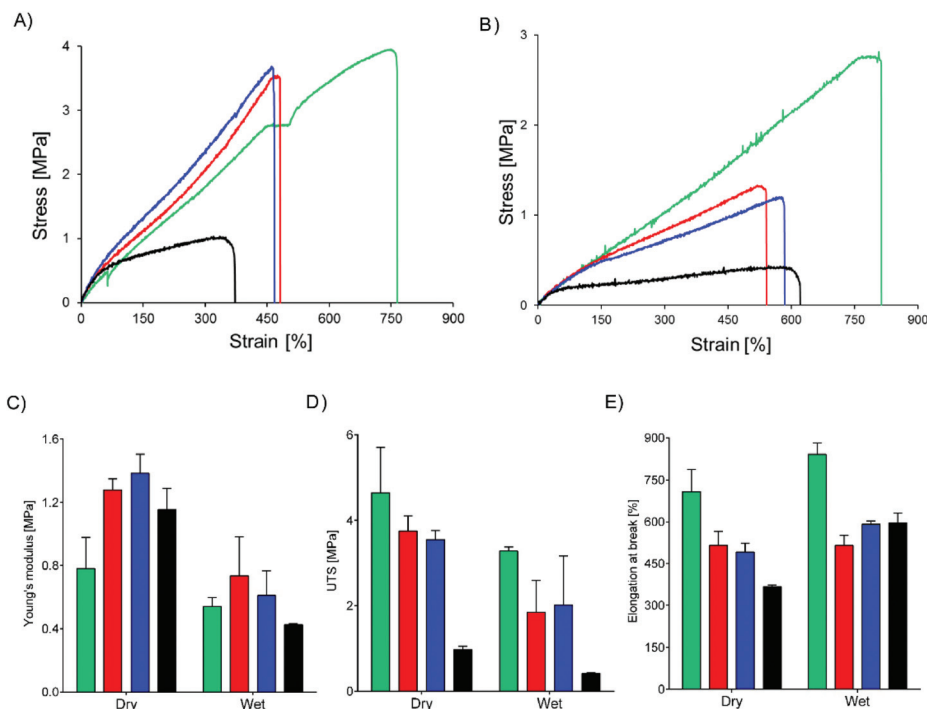 A)
4
3
2
1
0
Stress [MPa]
0 150 300 450 600 750 900
Strain [%]
B)
3
2
1
0
Stress [MPa]
0 150 300 450 600 750 900
Strain [%]
C)
1.6
1.2
0.8
0.4
0.0
Young's modulus [MPa]
Dry Wet
D)
6
4
2
0
UTS [MPa]
Dry Wet
E)
900
750
600
450
300
150
0
Elongation at break [%]
Dry Wet